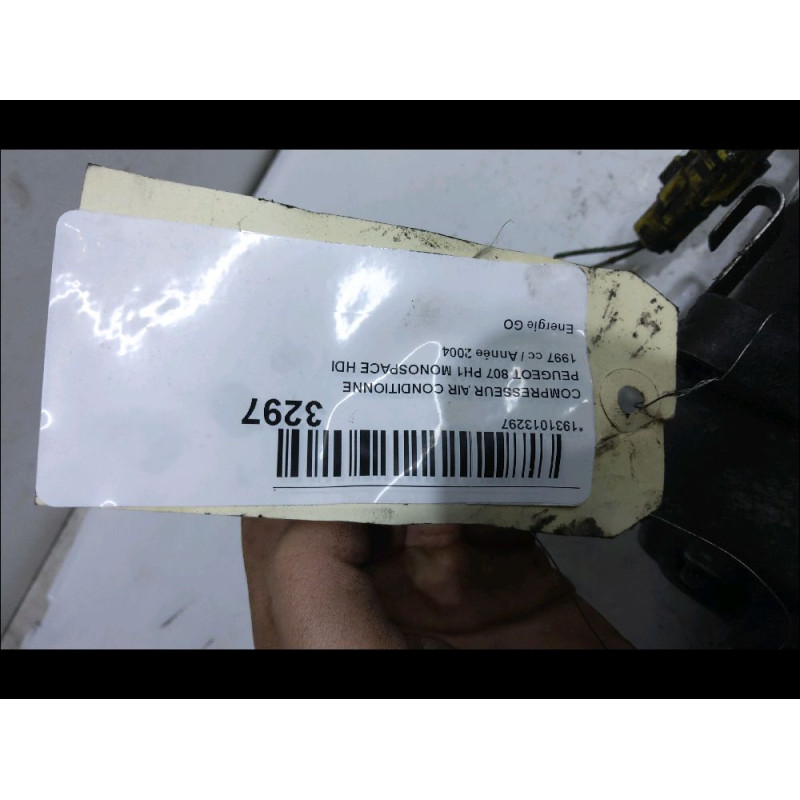 *1931013297
3297
COMPRESSEUR AIR CONDITIONNE
PEUGEOT 807 PH1 MONOSPACE HDI
1997 cc / Année 2004
Energie GO